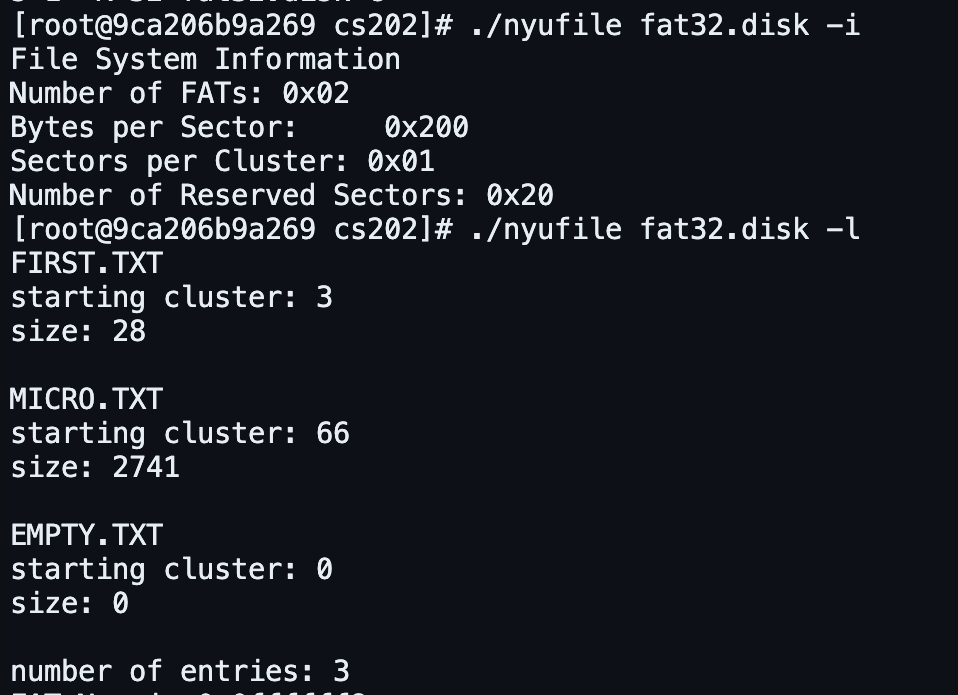 [root@9ca206b9a269 cs202]# ./nyufile fat32.disk -i
File System Information
Number of FATs: 0x02
Bytes per Sector:     0x200
Sectors per Cluster: 0x01
Number of Reserved Sectors: 0x20
[root@9ca206b9a269 cs202]# ./nyufile fat32.disk -l
FIRST.TXT
starting cluster: 3
size: 28
MICRO.TXT
starting cluster: 66
size: 2741
EMPTY.TXT
starting cluster: 0
size: 0
number of entries: 3